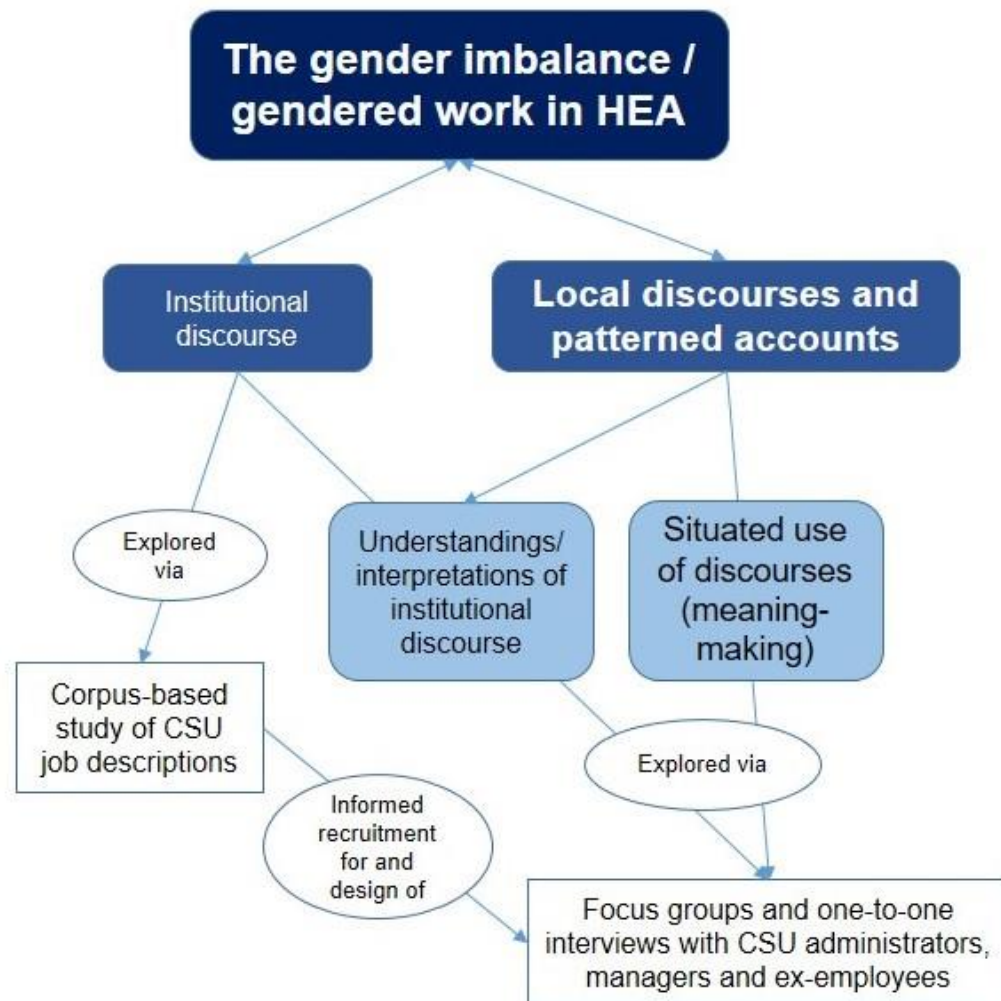 The gender imbalance /
gendered work in HEA
Institutional
discourse
Local discourses and
patterned accounts
Explored
via
Understandings/
interpretations of
institutional
discourse
Situated use
of discourses
(meaning-
making)
Corpus-based
study of CSU
job descriptions
Explored via
Informed
recruitment
for and
design of
Focus groups and one-to-one
interviews with CSU administrators,
managers and ex-employees